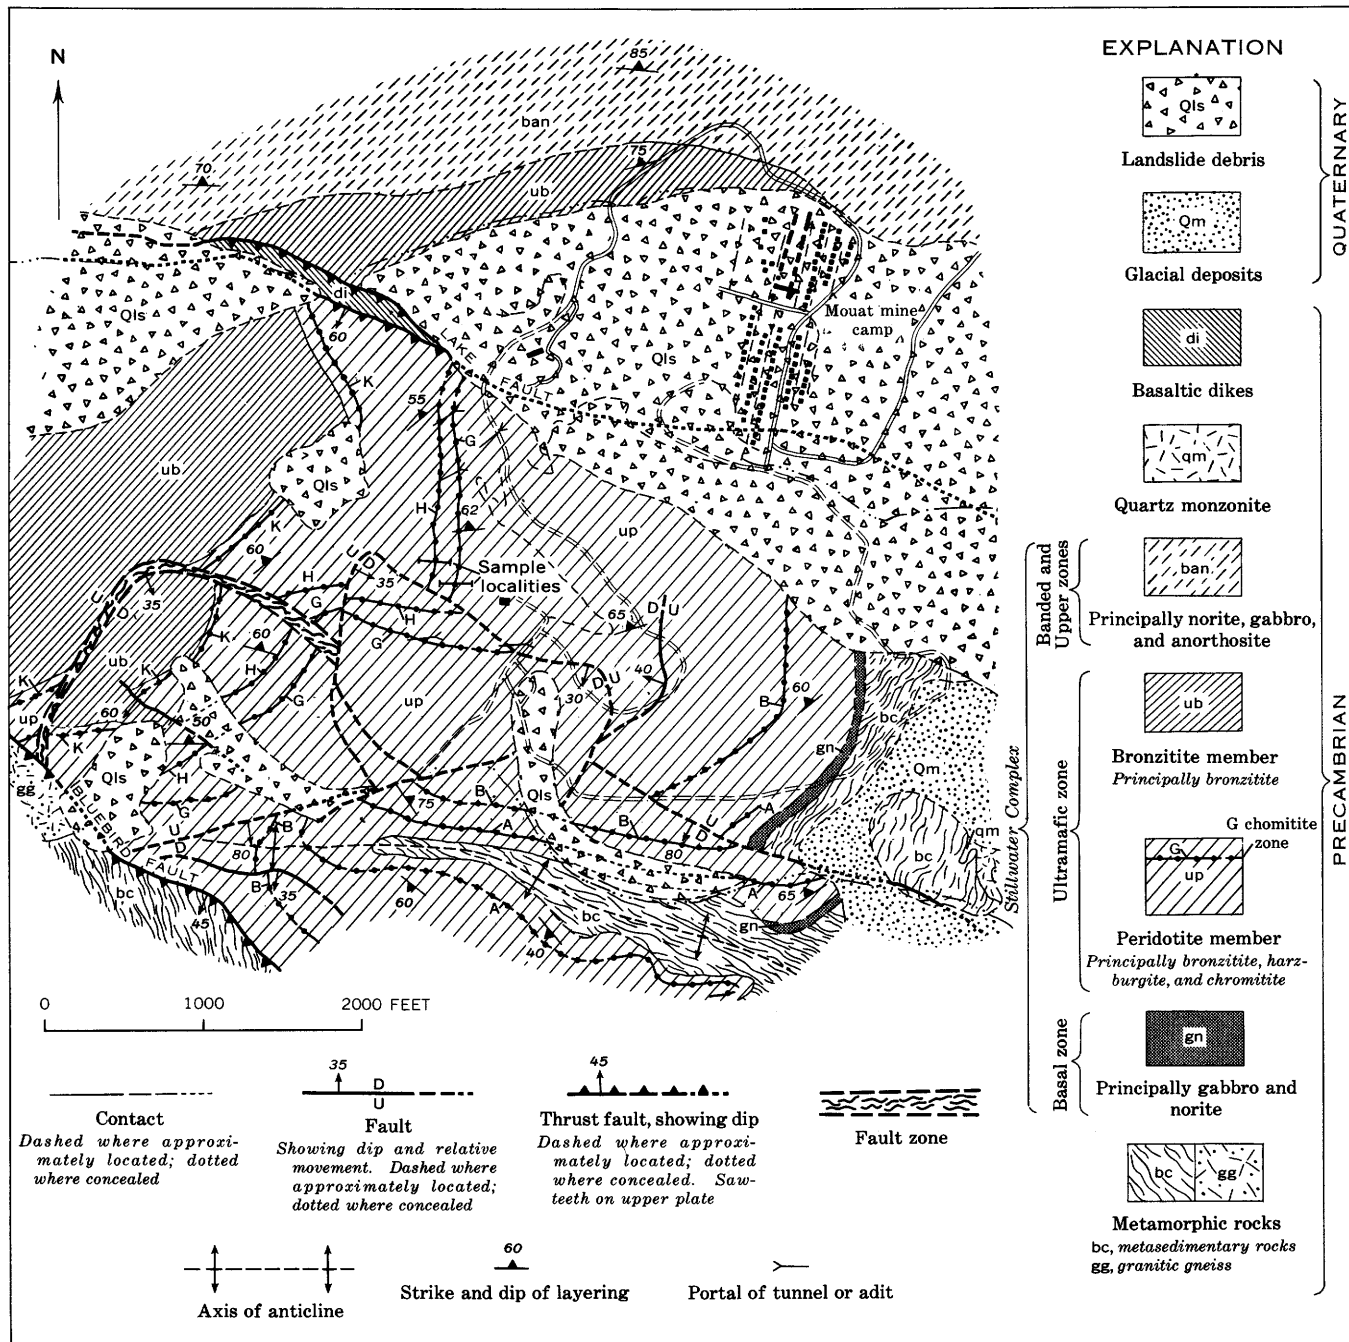 N
85
ban
75
70
ub
Qls
di
60
LAKE
FAULT
Mouat mine
camp
Qls
K
55
G
ub
Qls
H
62
up
K
60
U
D
35
Sample
localities
H
G
35
U
D
K
60
H
G
65
D U
40
60
B
ub
K
H
G
up
30
D U
bc
gn
Qm
K
up
60
50
K
Qls
H
G
gg
BLUEBIRD
FAULT
U
D
B
80
B
35
75
B
A
Qls
B
80
U
D
A
bc
qm
bc
45
60
A
bc
A
A
65
gn
40
0 1000 2000 FEET
EXPLANATION
Qls
Landslide debris
Qm
Glacial deposits
QUATERNARY
di
Basaltic dikes
qm
Quartz monzonite
ban
Principally norite, gabbro,
and anorthosite
Banded and
Upper zones
ub
Bronzitite member
Principally bronzitite
G chomitite
zone
G
up
Peridotite member
Principally bronzitite, harz-
burgite, and chromitite
Ultramafic zone
Stillwater Complex
gn
Principally gabbro and
norite
Basal zone
bc
gg
Metamorphic rocks
bc, metasedimentary rocks
gg, granitic gneiss
PRECAMBRIAN
Contact
Dashed where approxi-
mately located; dotted
where concealed
35
D
U
Fault
Showing dip and relative
movement. Dashed where
approximately located;
dotted where concealed
45
Thrust fault, showing dip
Dashed where approxi-
mately located; dotted
where concealed. Saw-
teeth on upper plate
Fault zone
Axis of anticline
60
Strike and dip of layering
Portal of tunnel or adit